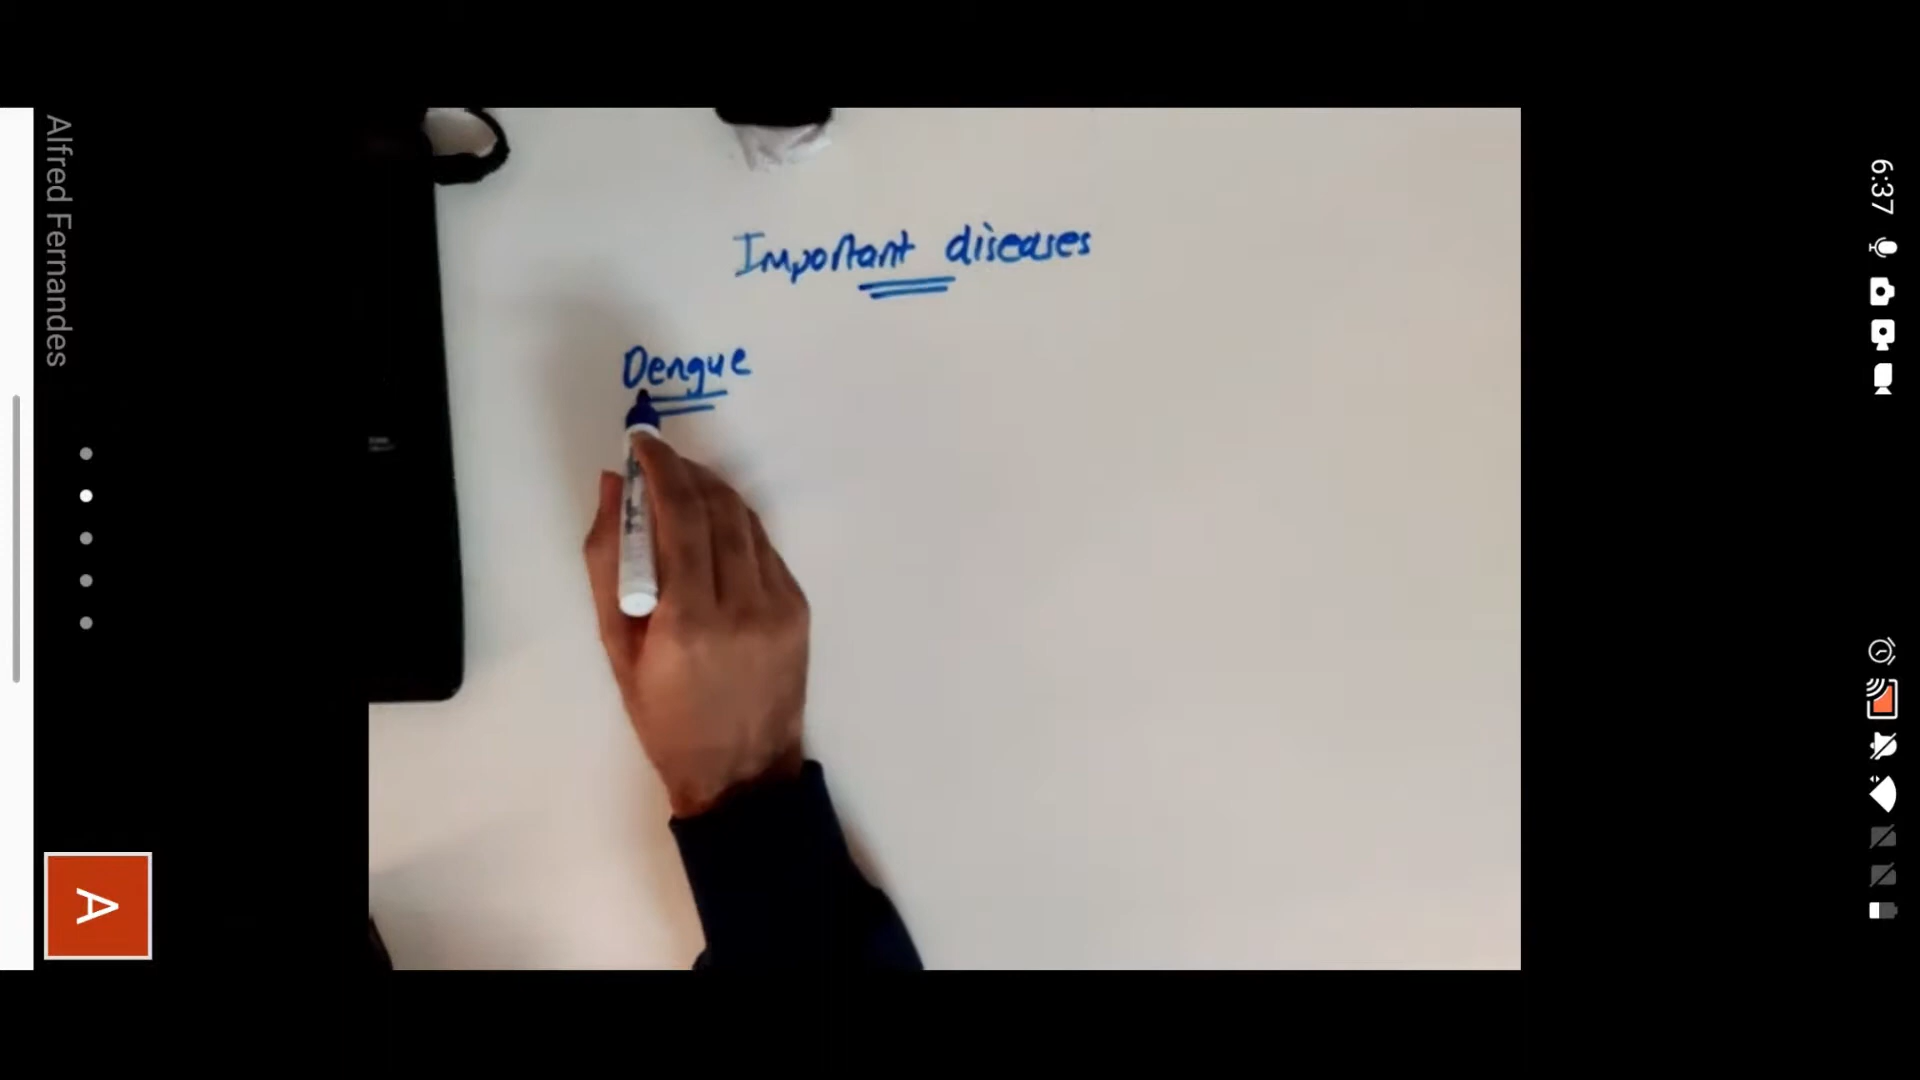 Important diseases
Dengue
Alfred Fernandes
6:37
A